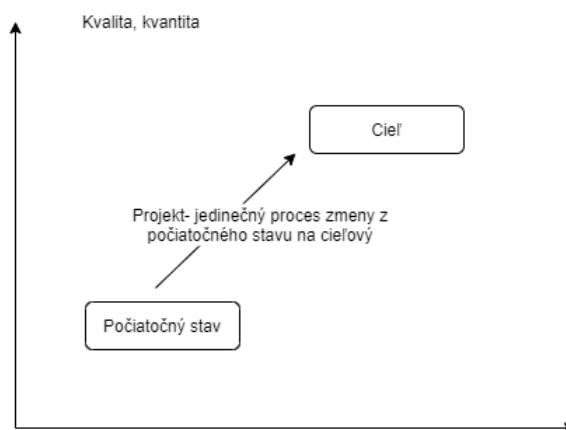 Kvalita, kvantita
Cieľ
Projekt- jedinečný proces zmeny z
počiatočného stavu na cieľový
Počiatočný stav